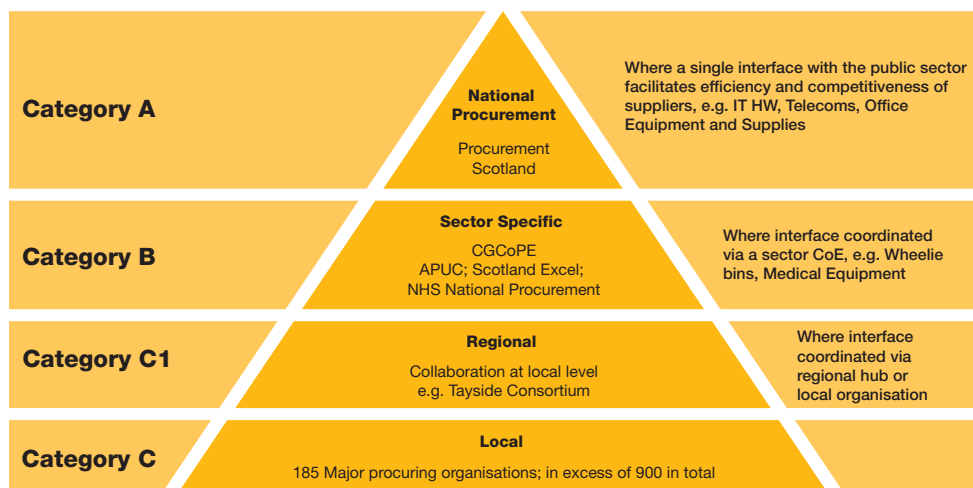 Category A
National
Procurement
Procurement
Scotland
Where a single interface with the public sector
facilitates efficiency and competitiveness of
suppliers, e.g. IT HW, Telecoms, Office
Equipment and Supplies
Category B
Sector Specific
CGCoPE
APUC; Scotland Excel;
NHS National Procurement
Where interface coordinated
via a sector CoE, e.g. Wheelie
bins, Medical Equipment
Category C1
Regional
Collaboration at local level
e.g. Tayside Consortium
Where interface
coordinated via
regional hub or
local organisation
Category C
Local
185 Major procuring organisations; in excess of 900 in total